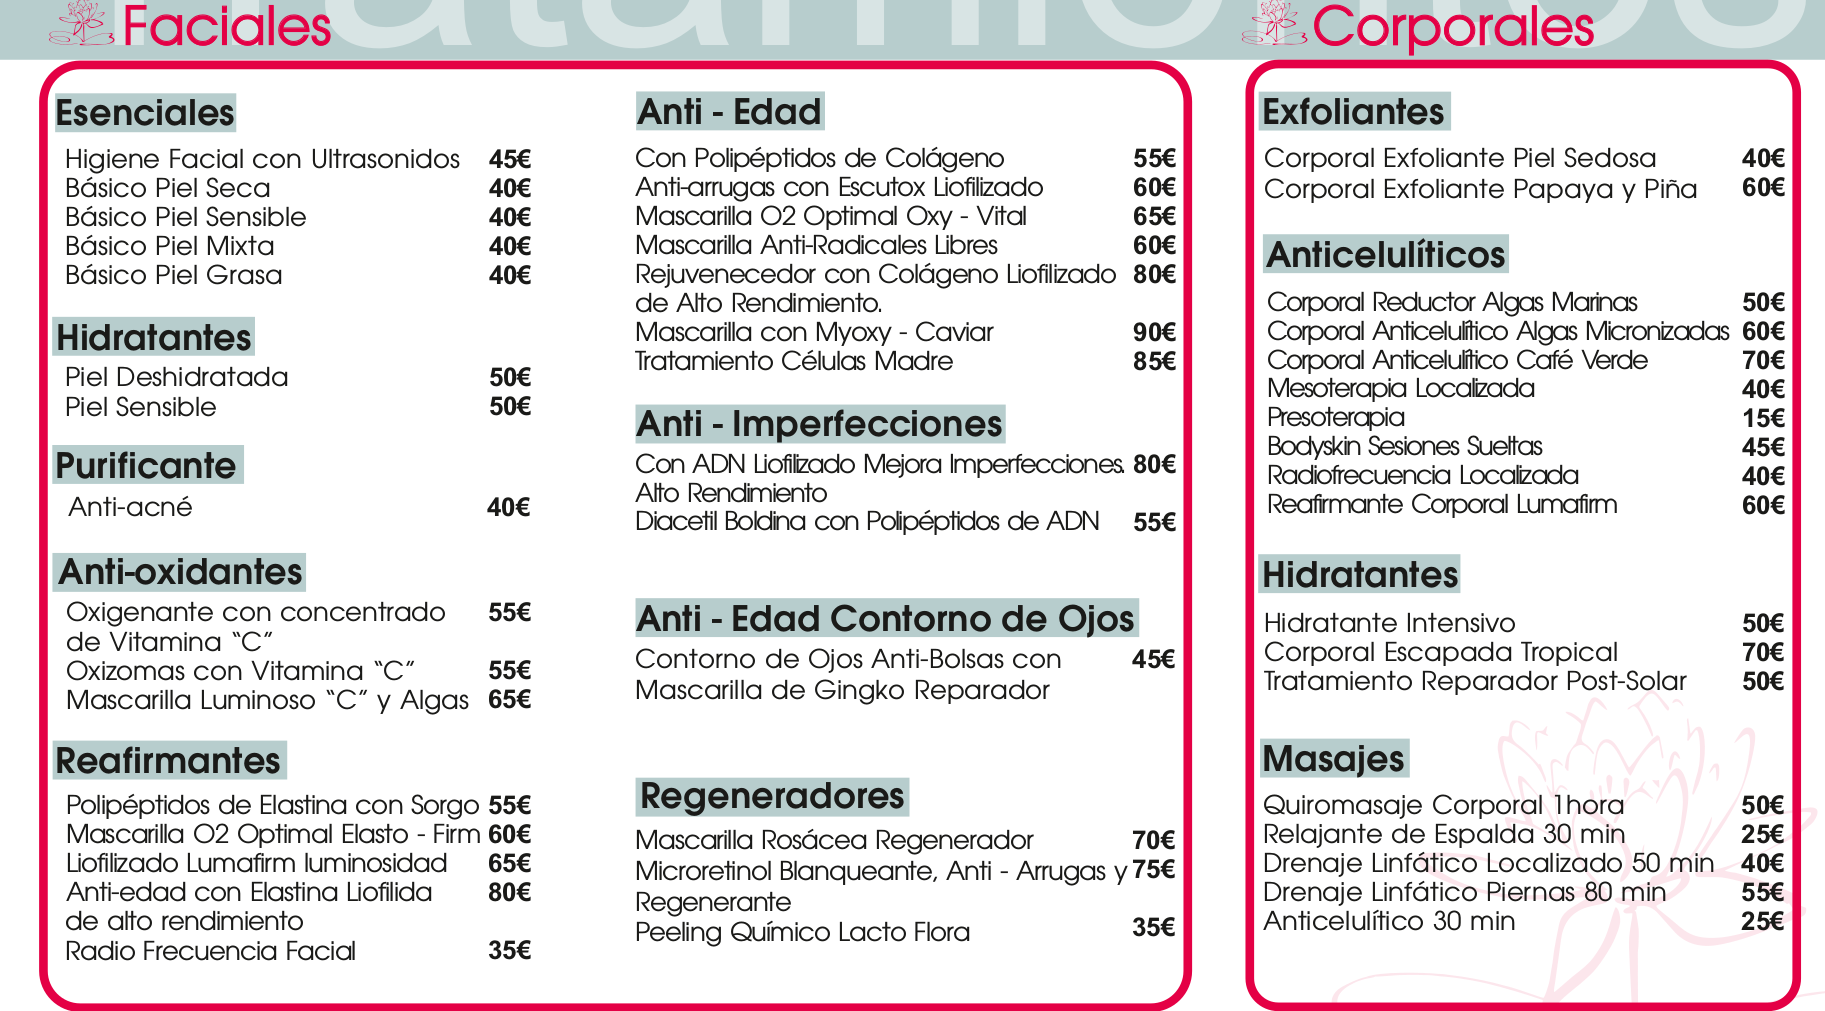 Faciales
Esenciales
Higiene Facial con Ultrasonidos 45€
Básico Piel Seca 40€
Básico Piel Sensible 40€
Básico Piel Mixta 40€
Básico Piel Grasa 40€
Hidratantes
Piel Deshidratada 50€
Piel Sensible 50€
Purificante
Anti-acné 40€
Anti-oxidantes
Oxigenante con concentrado 55€
de Vitamina “C”
Oxizomas con Vitamina “C” 55€
Mascarilla Luminoso “C” y Algas 65€
Reafirmantes
Polipéptidos de Elastina con Sorgo 55€
Mascarilla O2 Optimal Elasto - Firm 60€
Liofilizado Lumafirm luminosidad 65€
Anti-edad con Elastina Liofilida 80€
de alto rendimiento
Radio Frecuencia Facial 35€
Anti - Edad
Con Polipéptidos de Colágeno 55€
Anti-arrugas con Escutox Liofilizado 60€
Mascarilla O2 Optimal Oxy - Vital 65€
Mascarilla Anti-Radicales Libres 60€
Rejuvenecedor con Colágeno Liofilizado 80€
de Alto Rendimiento.
Mascarilla con Myoxy - Caviar 90€
Tratamiento Células Madre 85€
Anti - Imperfecciones
Con ADN Liofilizado Mejora Imperfecciones. 80€
Alto Rendimiento
Diacetil Boldina con Polipéptidos de ADN 55€
Anti - Edad Contorno de Ojos
Contorno de Ojos Anti-Bolsas con 45€
Mascarilla de Gingko Reparador
Regeneradores
Mascarilla Rosácea Regenerador 70€
Microretinol Blanqueante, Anti - Arrugas y 75€
Regenerante
Peeling Químico Lacto Flora 35€
Corporales
Exfoliantes
Corporal Exfoliante Piel Sedosa 40€
Corporal Exfoliante Papaya y Piña 60€
Anticelulíticos
Corporal Reductor Algas Marinas 50€
Corporal Anticelulítico Algas Micronizadas 60€
Corporal Anticelulítico Café Verde 70€
Mesoterapia Localizada 40€
Presoterapia 15€
Bodyskin Sesiones Sueltas 45€
Radiofrecuencia Localizada 40€
Reafirmante Corporal Lumafirm 60€
Hidratantes
Hidratante Intensivo 50€
Corporal Escapada Tropical 70€
Tratamiento Reparador Post-Solar 50€
Masajes
Quiromasaje Corporal 1hora 50€
Relajante de Espalda 30 min 25€
Drenaje Linfático Localizado 50 min 40€
Drenaje Linfático Piernas 80 min 55€
Anticelulítico 30 min 25€